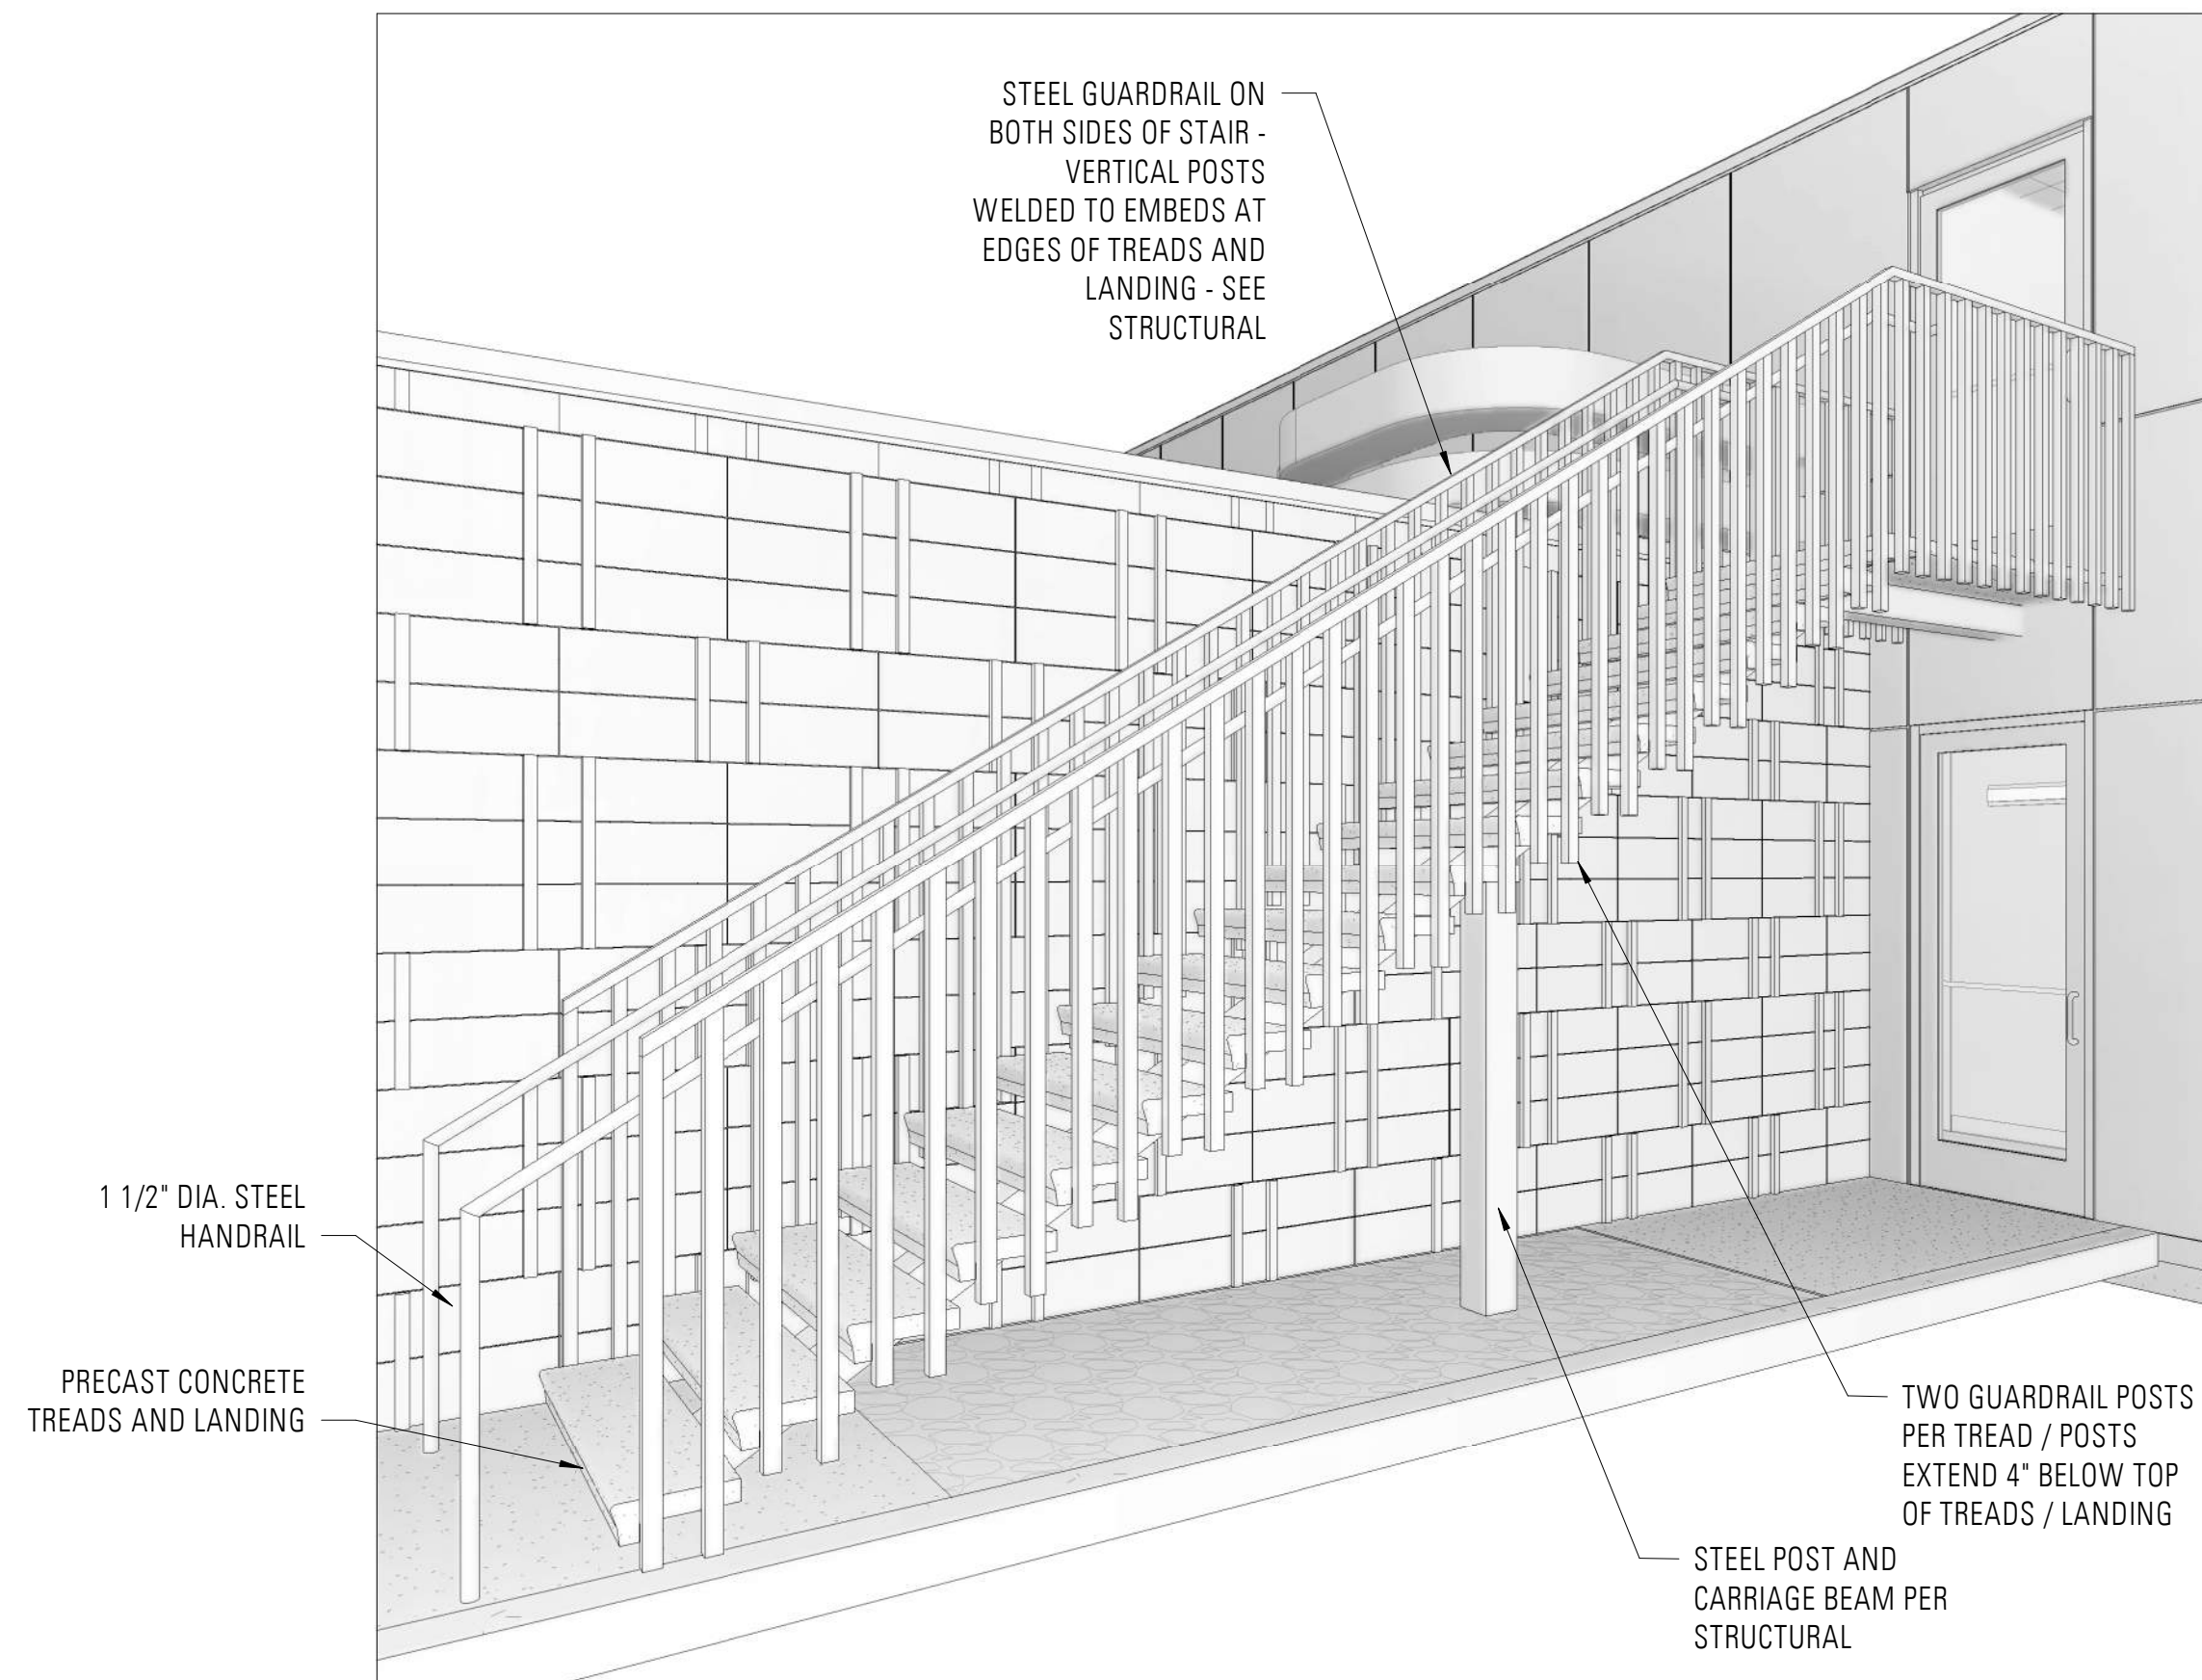 STEEL GUARDRAIL ON
BOTH SIDES OF STAIR -
VERTICAL POSTS
WELDED TO EMBEDS AT
EDGES OF TREADS AND
LANDING - SEE
STRUCTURAL
1 1/2" DIA. STEEL
HANDRAIL
PRECAST CONCRETE
TREADS AND LANDING
TWO GUARDRAIL POSTS
PER TREAD / POSTS
EXTEND 4" BELOW TOP
OF TREADS / LANDING
STEEL POST AND
CARRIAGE BEAM PER
STRUCTURAL